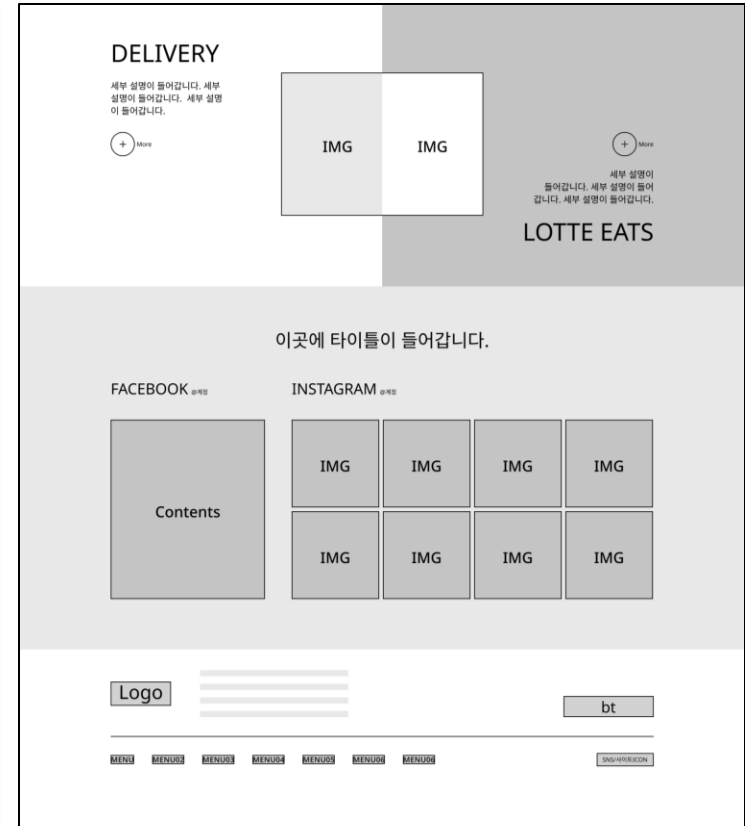 DELIVERY
세부 설명이 들어갑니다. 세부
설명이 들어갑니다. 세부 설명
이 들어갑니다.
+ More
IMG IMG
+ More
세부 설명이
들어갑니다. 세부 설명이 들어
갑니다. 세부 설명이 들어갑니다.
LOTTE EATS
이곳에 타이틀이 들어갑니다.
FACEBOOK @계정
INSTAGRAM @계정
Contents
IMG IMG IMG IMG
IMG IMG IMG IMG
Logo
bt
MENU MENU02 MENU03 MENU04 MENU05 MENU06 MENU06
SNS/사이트ICON